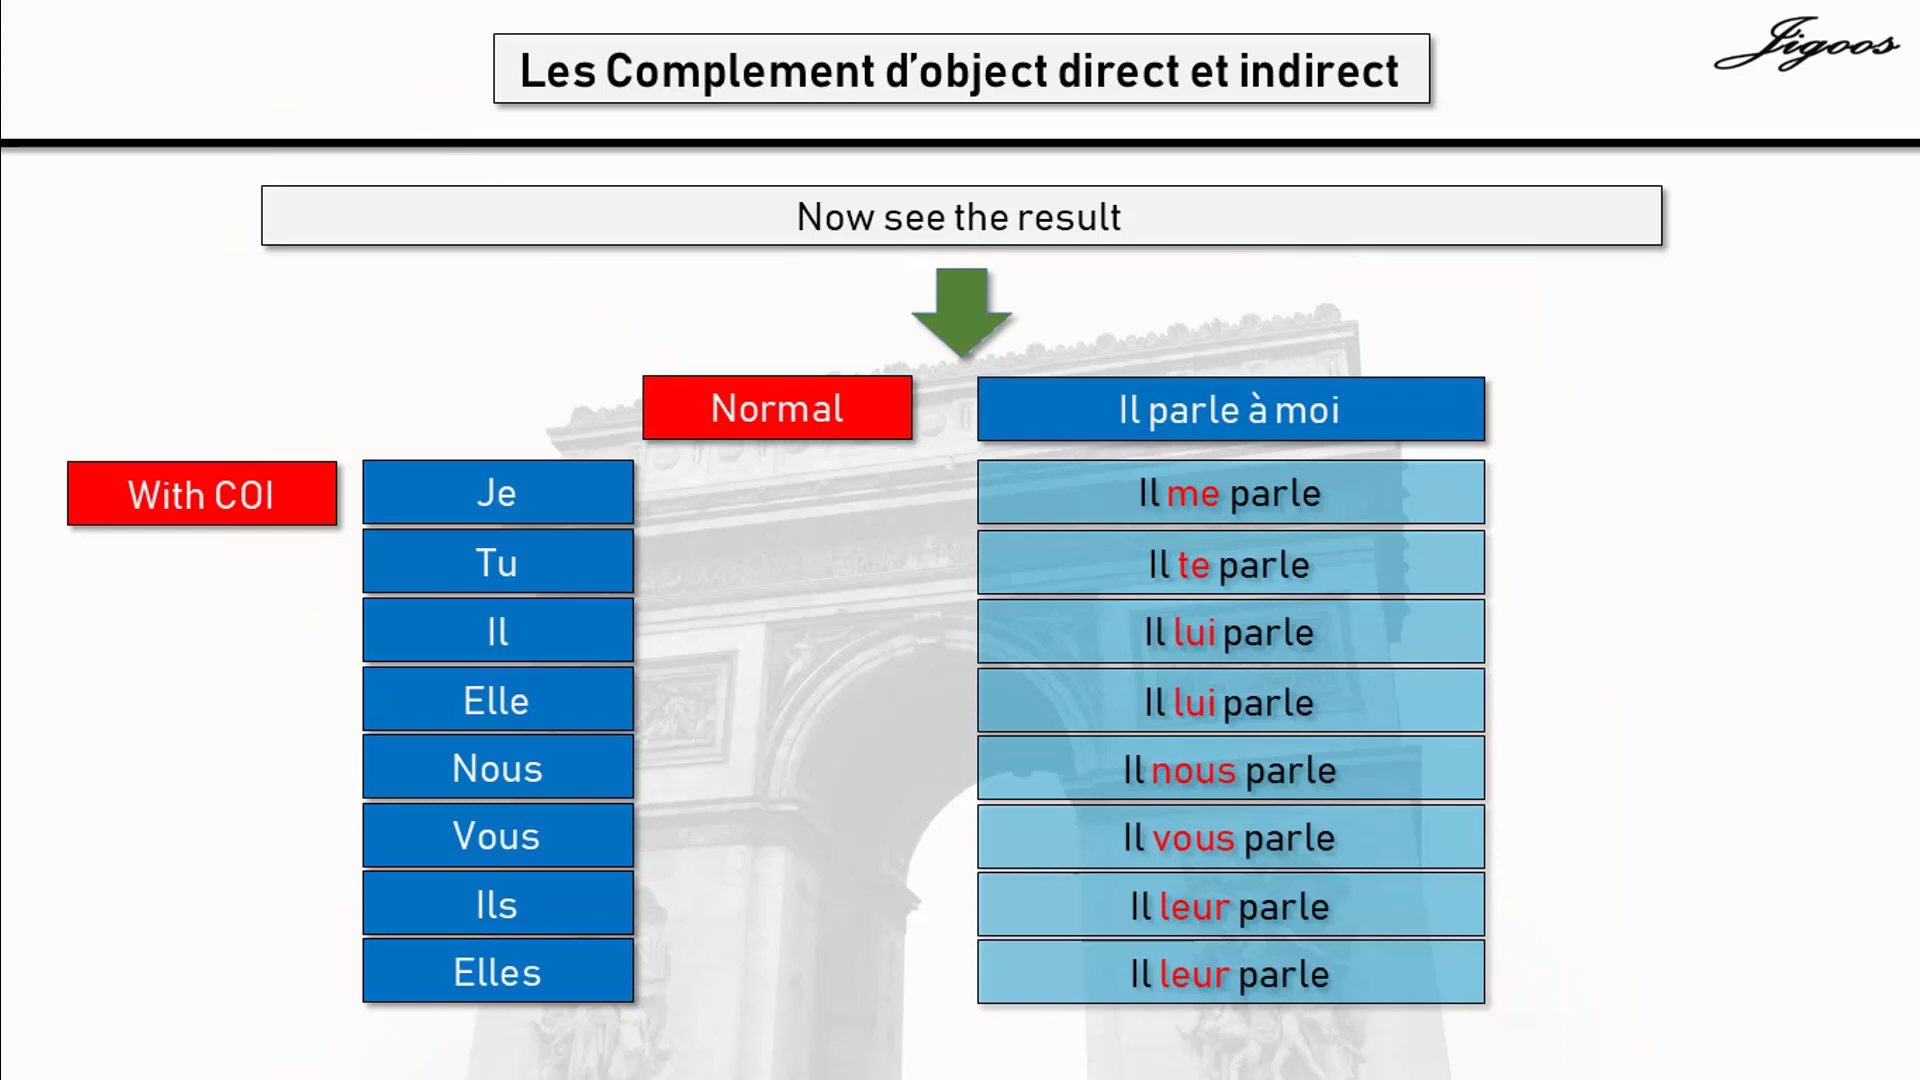 Les Complement d’object direct et indirect
Jigoos
Now see the result
Normal
Il parle à moi
With COI
Je
Il me parle
Tu
Il te parle
Il
Il lui parle
Elle
Il lui parle
Nous
Il nous parle
Vous
Il vous parle
Ils
Il leur parle
Elles
Il leur parle